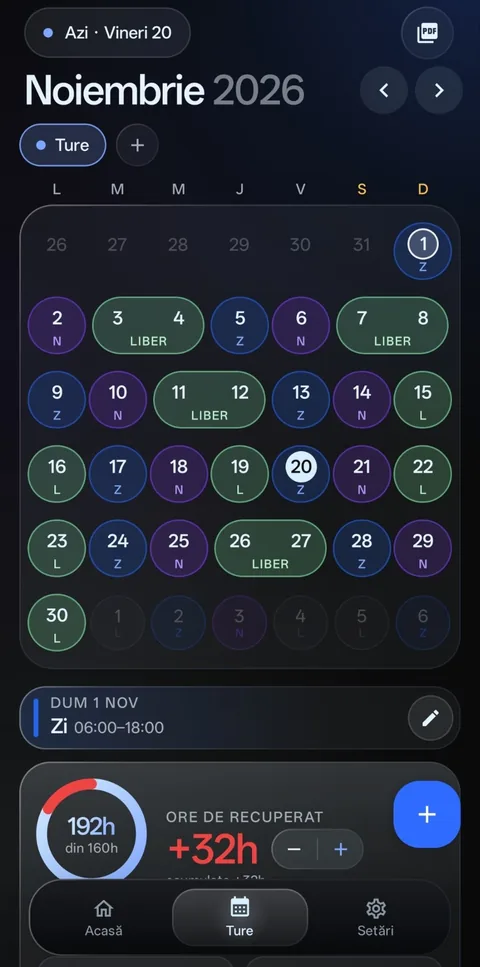 Azi · Vineri 20
PDF
Noiembrie 2026
Ture
L M M J V S D
26 27 28 29 30 31 1
Z
2 3 4 5 6 7 8
N LIBER Z N LIBER
9 10 11 12 13 14 15
Z N LIBER Z N L
16 17 18 19 20 21 22
L Z N L Z N L
23 24 25 26 27 28 29
L Z N LIBER Z N
30 1 2 3 4 5 6
L L Z N L L Z
DUM 1 NOV
Zi 06:00–18:00
192h
din 160h
ORE DE RECUPERAT
+32h
Acasă Ture Setări